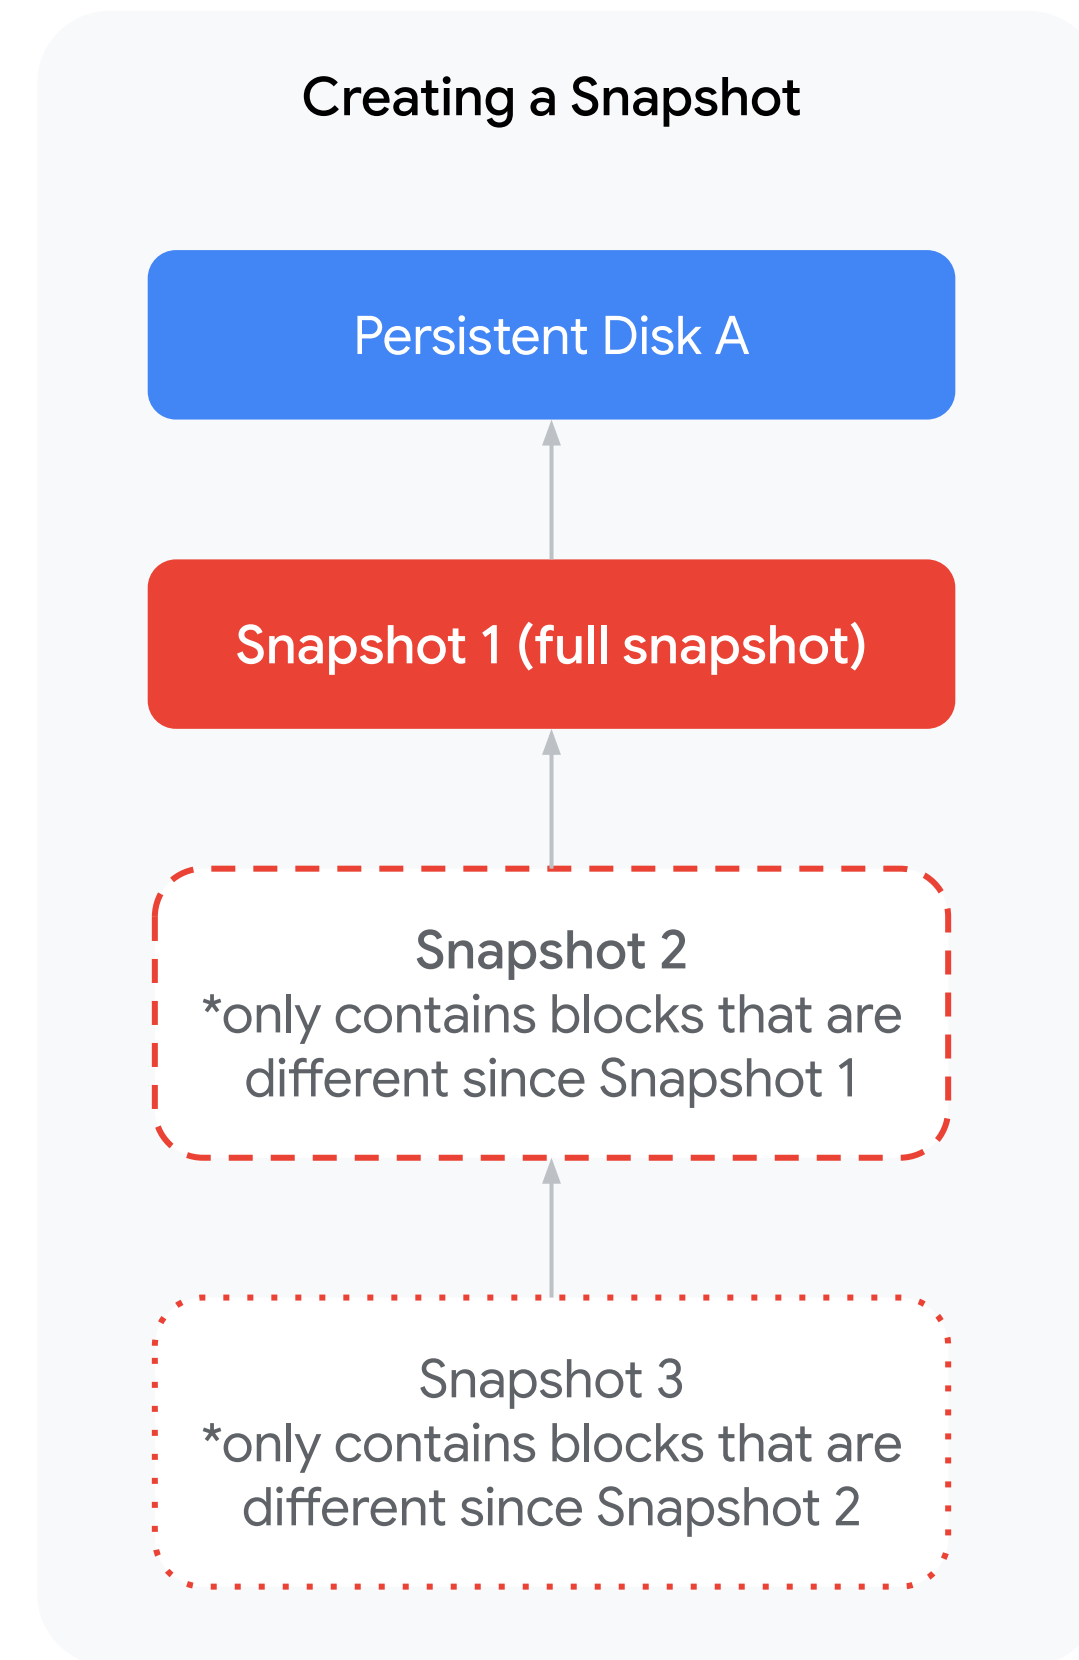 Creating a Snapshot
Persistent Disk A
Snapshot 1 (full snapshot)
Snapshot 2
*only contains blocks that are
different since Snapshot 1
Snapshot 3
*only contains blocks that are
different since Snapshot 2